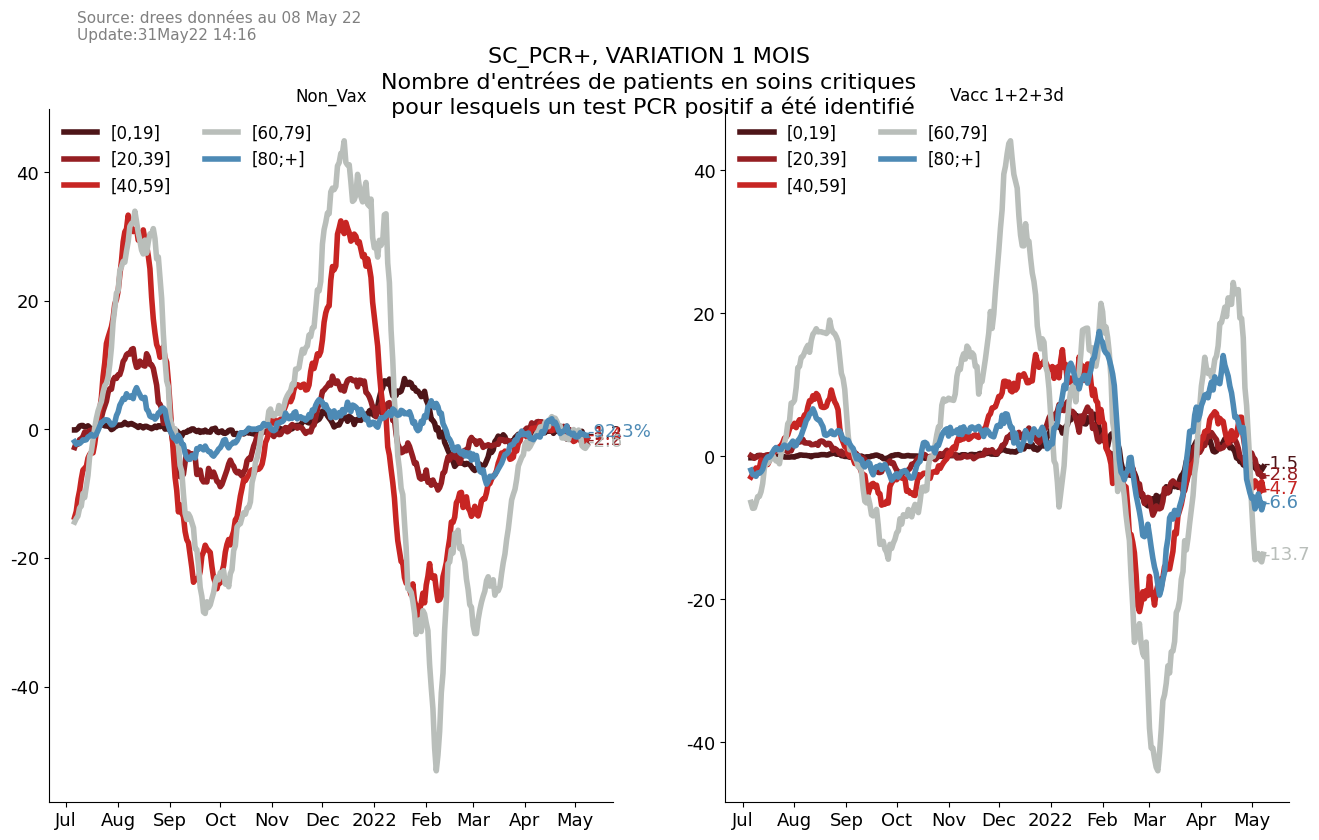 Source: drees données au 08 May 22
Update:31May22 14:16
SC_PCR+, VARIATION 1 MOIS
Nombre d'entrées de patients en soins critiques
pour lesquels un test PCR positif a été identifié
Non_Vax
[0,19]
[20,39]
[40,59]
[60,79]
[80;+]
40
20
0
-20
-40
Jul Aug Sep Oct Nov Dec 2022 Feb Mar Apr May
Vacc 1+2+3d
[0,19]
[20,39]
[40,59]
[60,79]
[80;+]
40
20
0
-20
-40
-1.5
-2.8
-4.7
-6.6
-13.7
Jul Aug Sep Oct Nov Dec 2022 Feb Mar Apr May